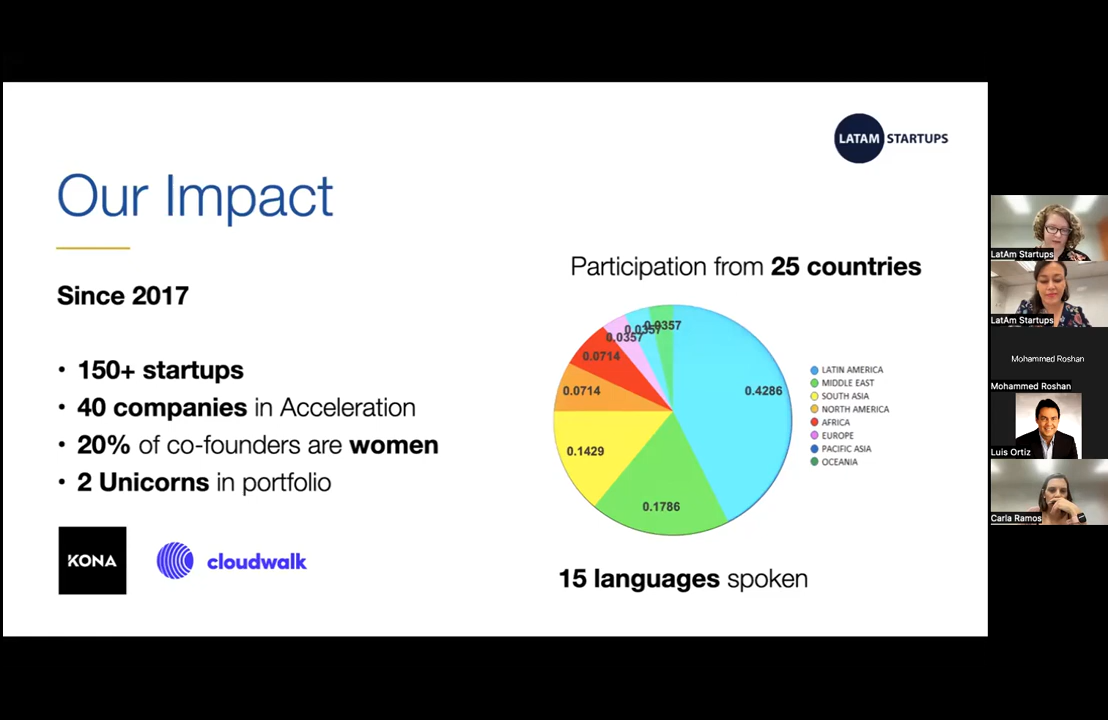 LATAM STARTUPS
Our Impact
Since 2017
• 150+ startups
• 40 companies in Acceleration
• 20% of co-founders are women
• 2 Unicorns in portfolio
KONA
cloudwalk
Participation from 25 countries
0.0357
0.0357
0.0357
0.0714
0.0714
0.4286
0.1429
0.1786
LATIN AMERICA
MIDDLE EAST
SOUTH ASIA
NORTH AMERICA
AFRICA
EUROPE
PACIFIC ASIA
OCEANIA
15 languages spoken
LatAm Startups
LatAm Startups
Mohammed Roshan
Mohammed Roshan
Luis Ortiz
Carla Ramos